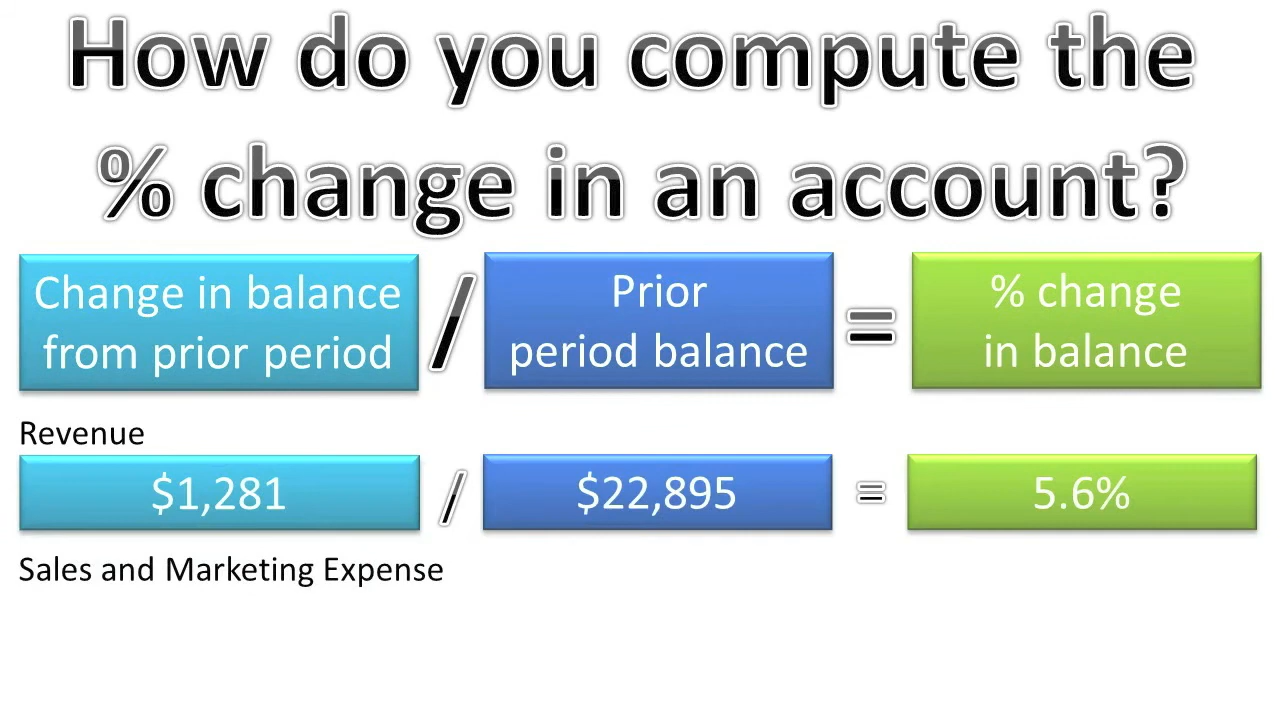 How do you compute the
% change in an account?
Change in balance
from prior period
/
Prior
period balance
=
% change
in balance
Revenue
$1,281 / $22,895 = 5.6%
Sales and Marketing Expense